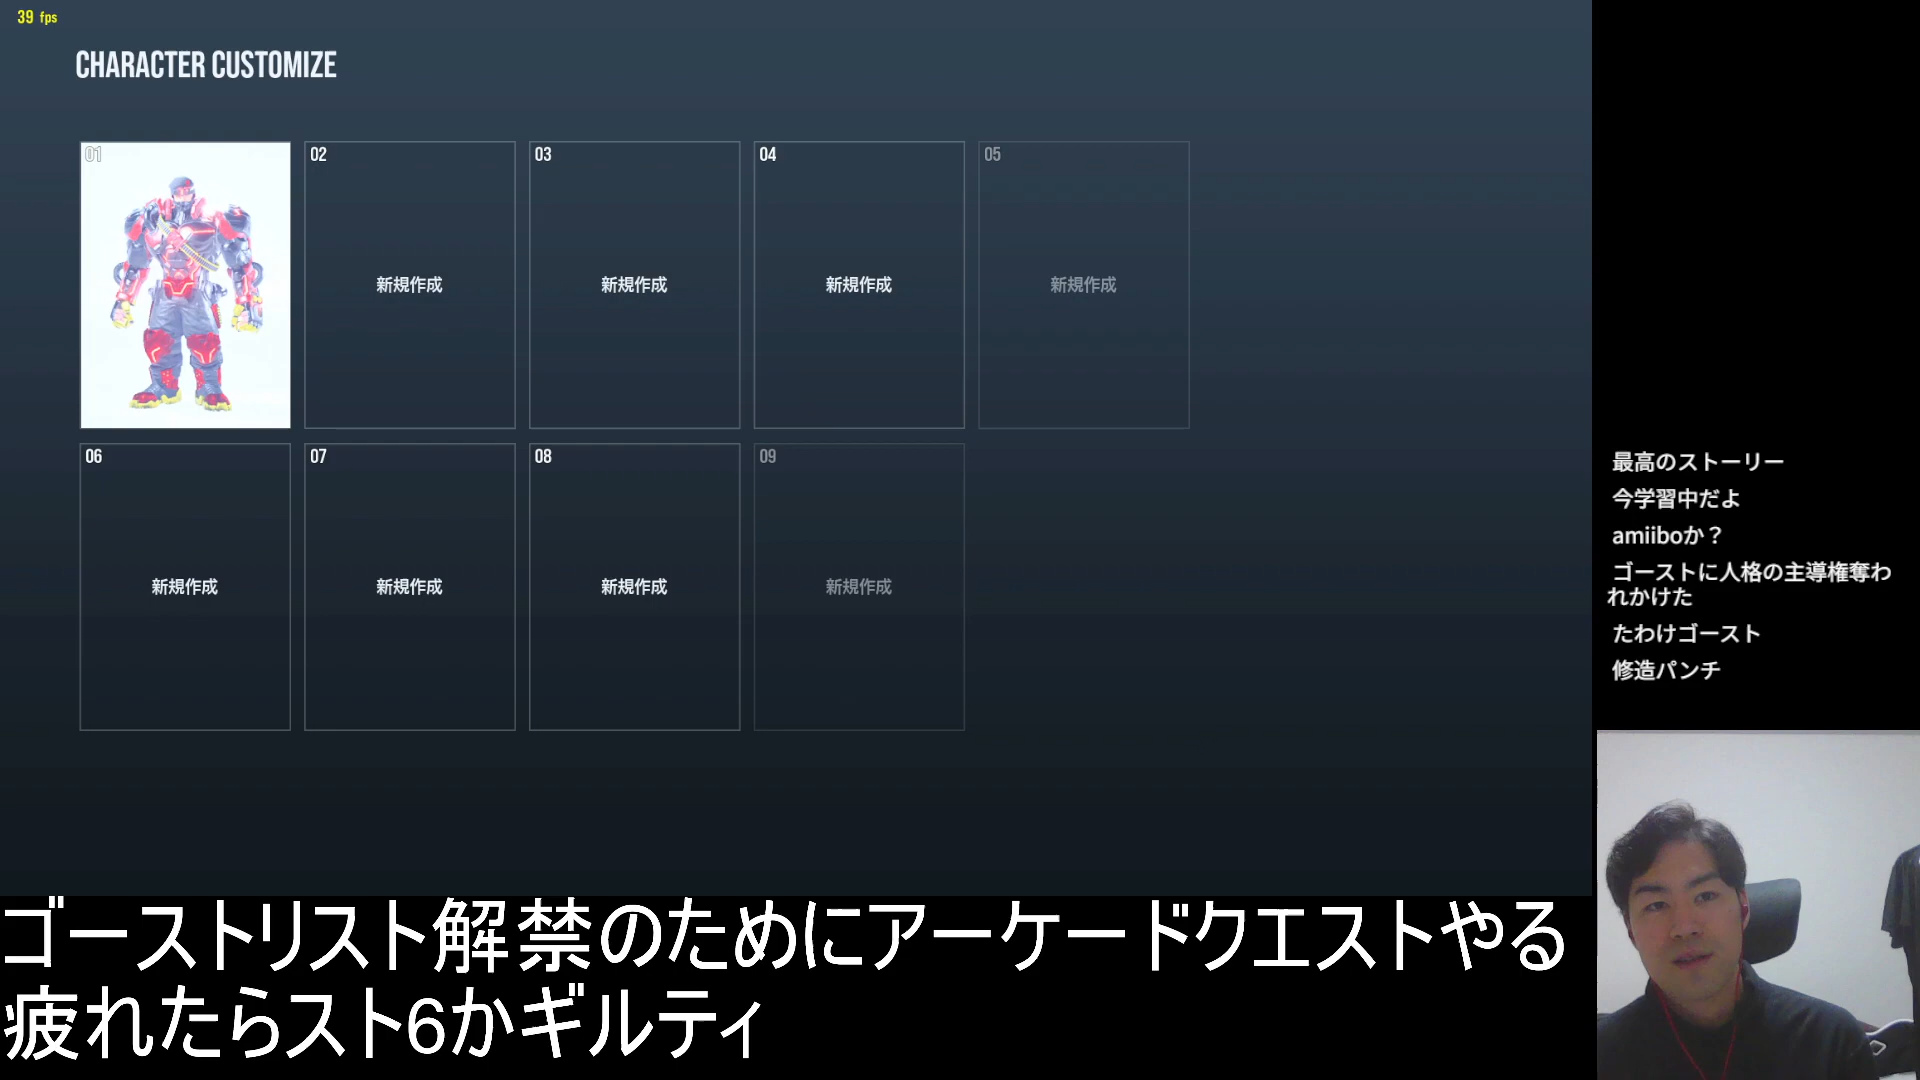 39 fps
CHARACTER CUSTOMIZE
01
02
03
04
05
新規作成
新規作成
新規作成
新規作成
06
07
08
09
新規作成
新規作成
新規作成
新規作成
最高のストーリー
今学習中だよ
amiiboか？
ゴーストに人格の主導権奪わ
れかけた
たわけゴースト
修造パンチ
ゴーストリスト解禁のためにアーケードクエストやる
疲れたらスト6かギルティ